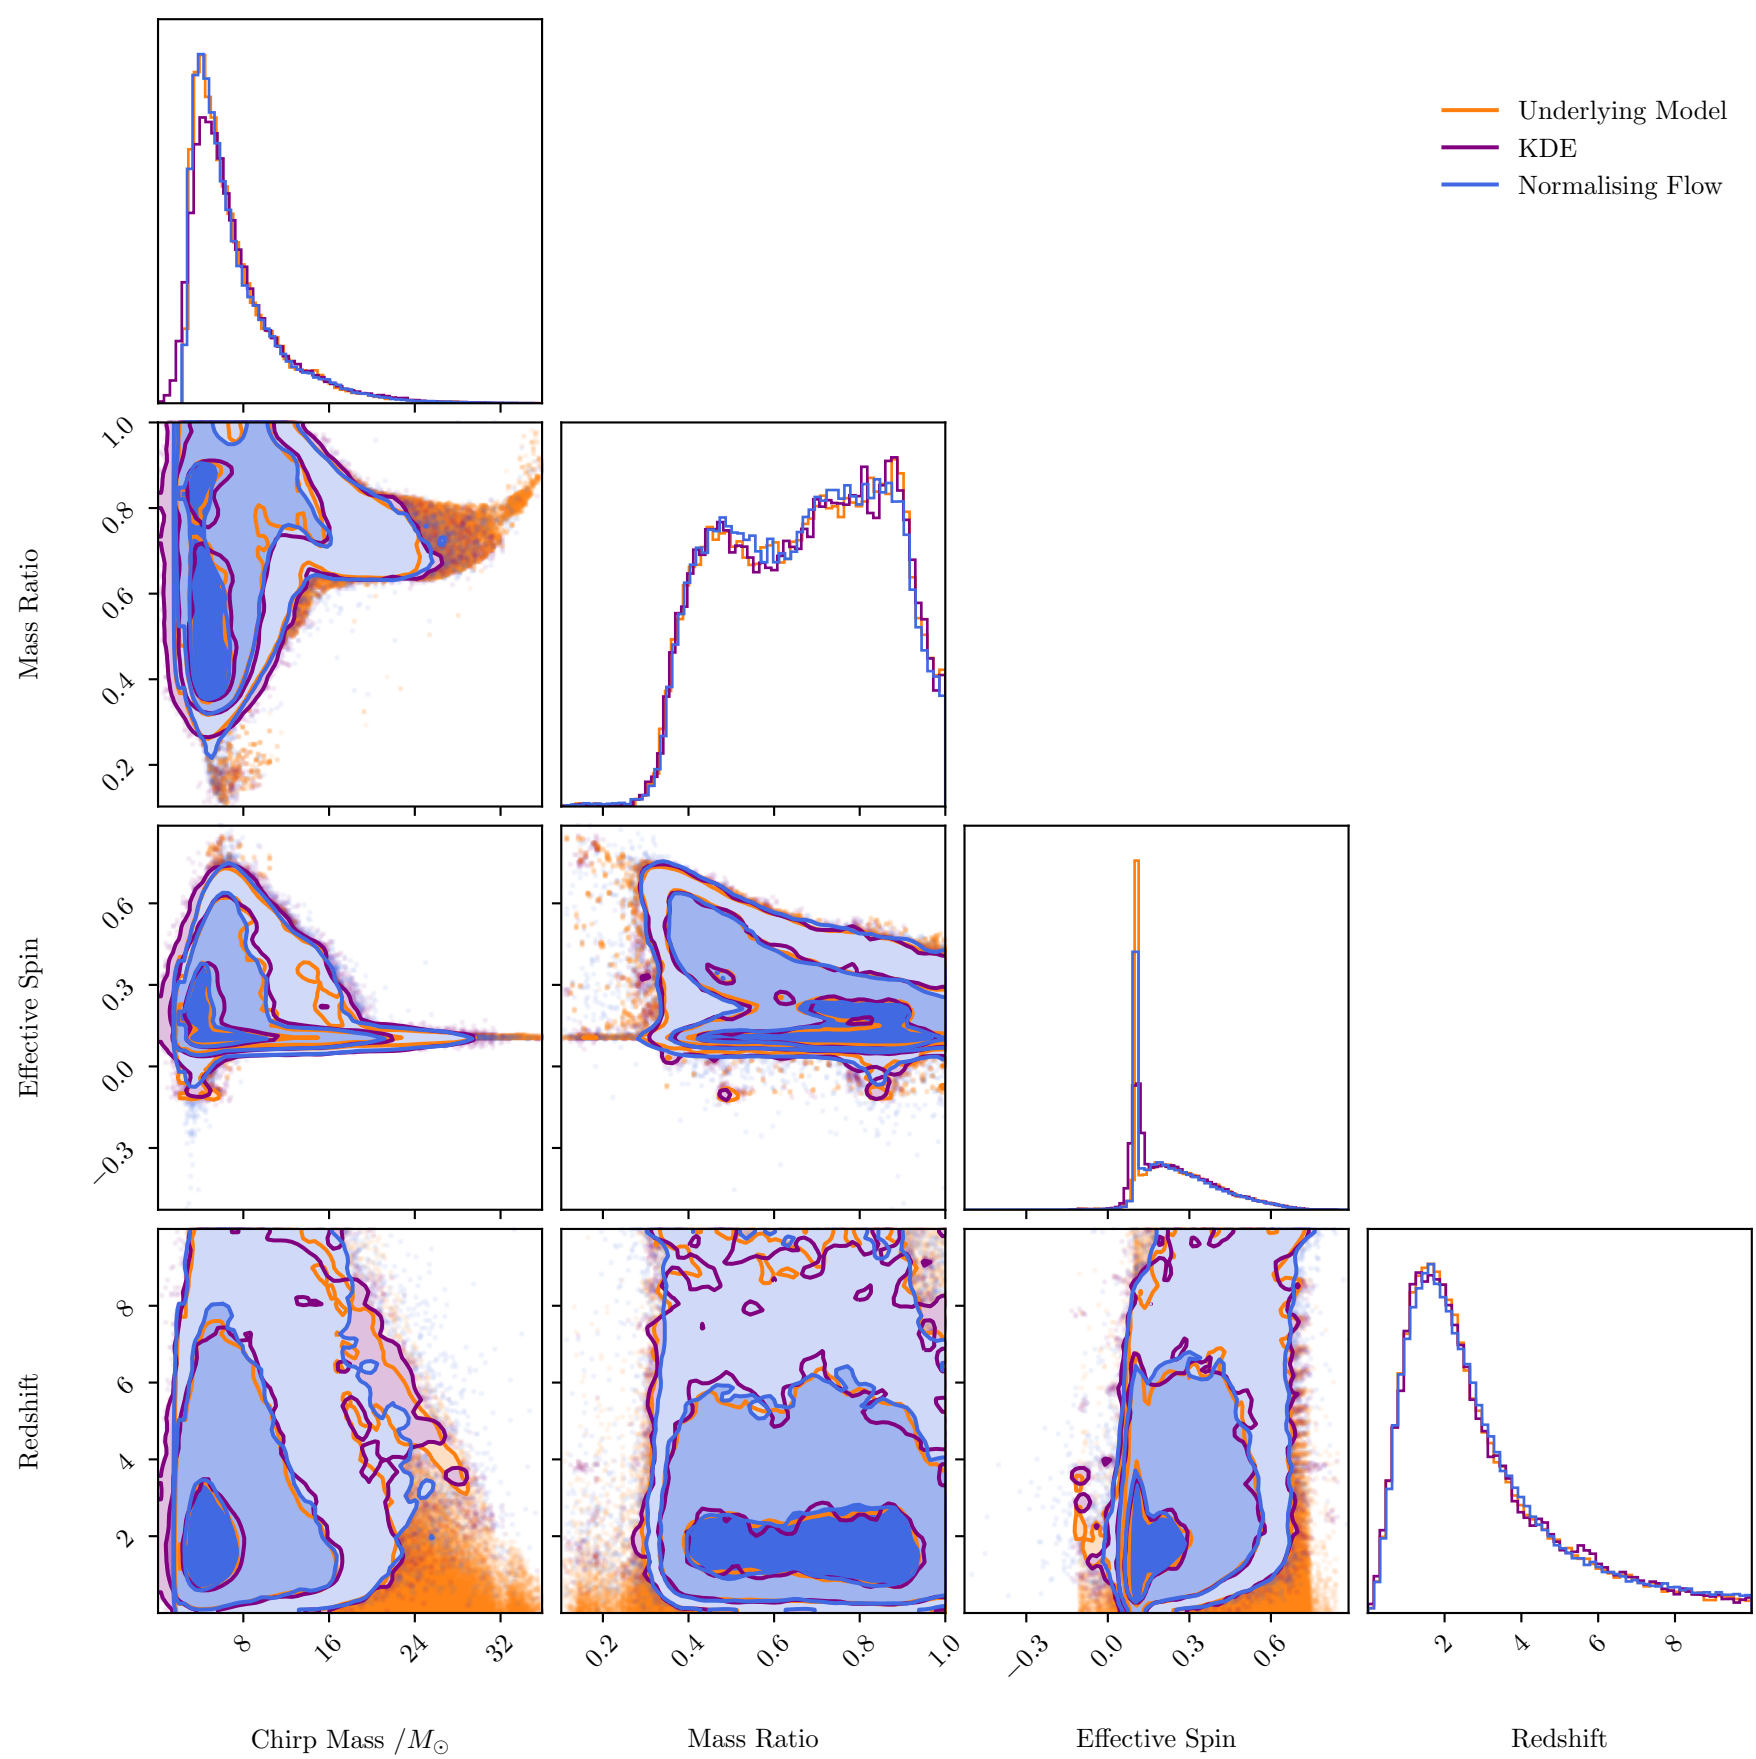 Underlying Model
KDE
Normalising Flow
Mass Ratio
1.0
0.8
0.6
0.4
0.2
Effective Spin
0.6
0.3
0.0
−0.3
Redshift
8
6
4
2
8 16 24 32
0.2 0.4 0.6 0.8 1.0
−0.3 0.0 0.3 0.6
2 4 6 8
Chirp Mass /M⊙
Mass Ratio
Effective Spin
Redshift